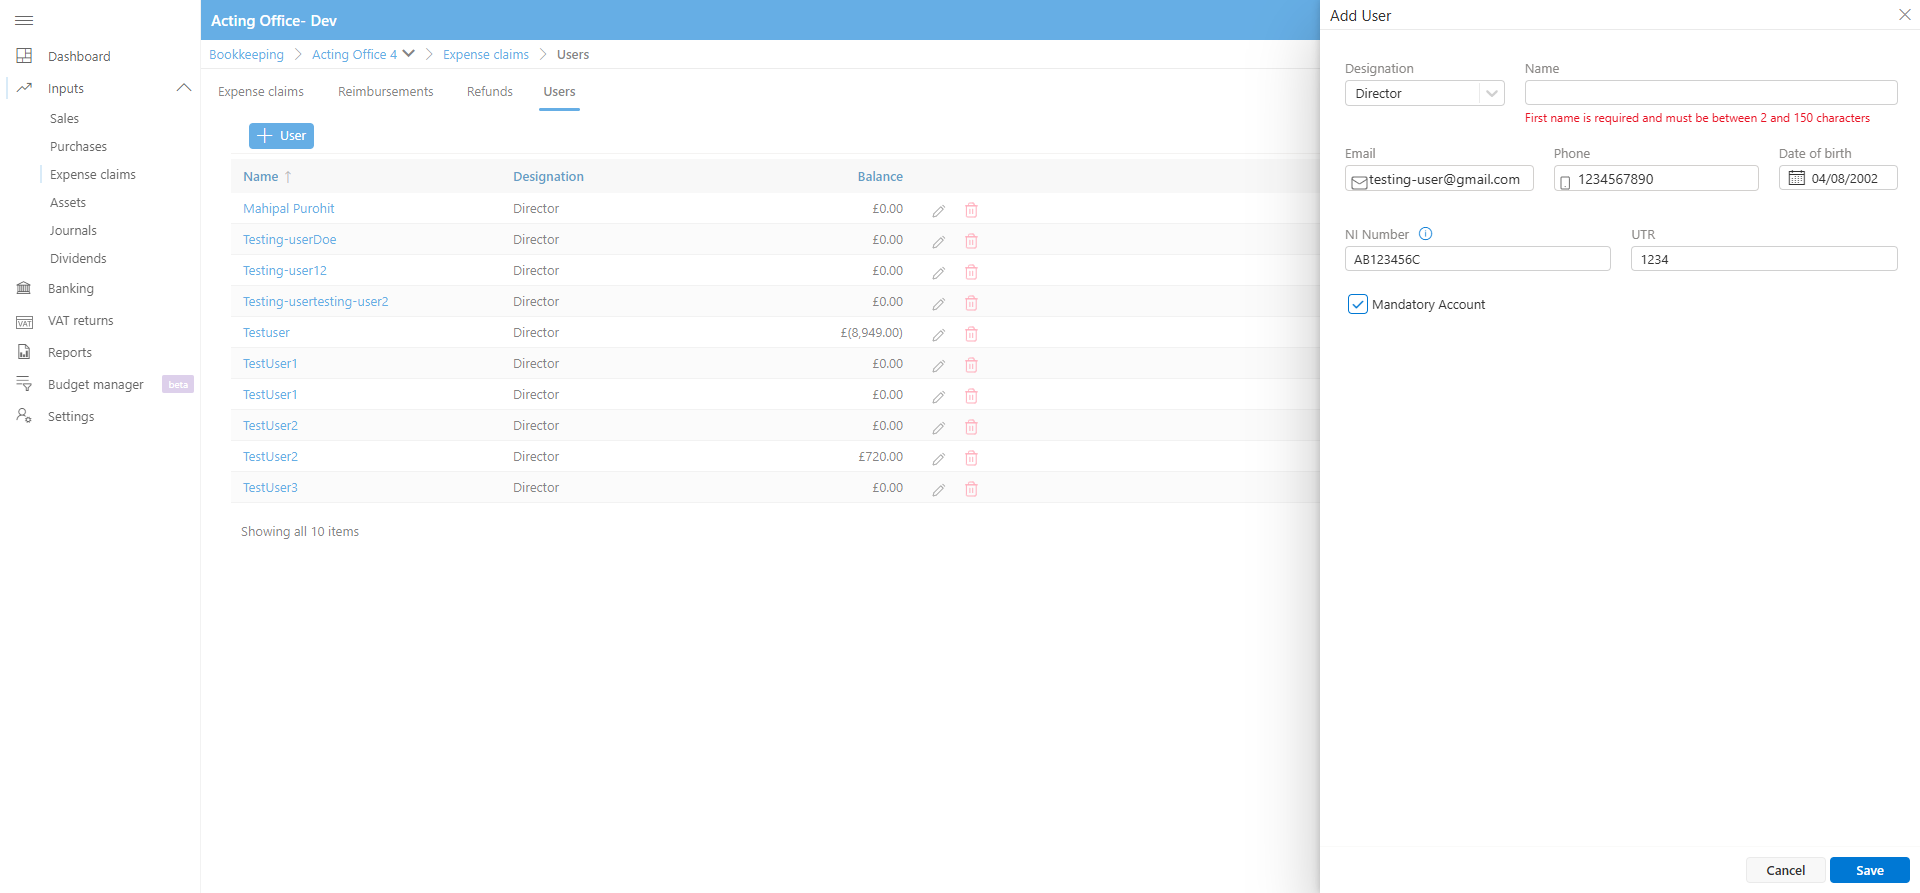 Acting Office- Dev
Dashboard
Inputs
Sales
Purchases
Expense claims
Assets
Journals
Dividends
Banking
VAT
VAT returns
Reports
Budget manager beta
Settings
Bookkeeping Acting Office 4 Expense claims Users
Expense claims Reimbursements Refunds Users
User
Name Designation Balance
Mahipal Purohit Director £0.00
Testing-userDoe Director £0.00
Testing-user12 Director £0.00
Testing-usertesting-user2 Director £0.00
Testuser Director £(8,949.00)
TestUser1 Director £0.00
TestUser1 Director £0.00
TestUser2 Director £0.00
TestUser2 Director £720.00
TestUser3 Director £0.00
Showing all 10 items
Add User
Designation Name
Director
First name is required and must be between 2 and 150 characters
Email Phone Date of birth
testing-user@gmail.com 1234567890 04/08/2002
NI Number UTR
AB123456C 1234
Mandatory Account
Cancel Save